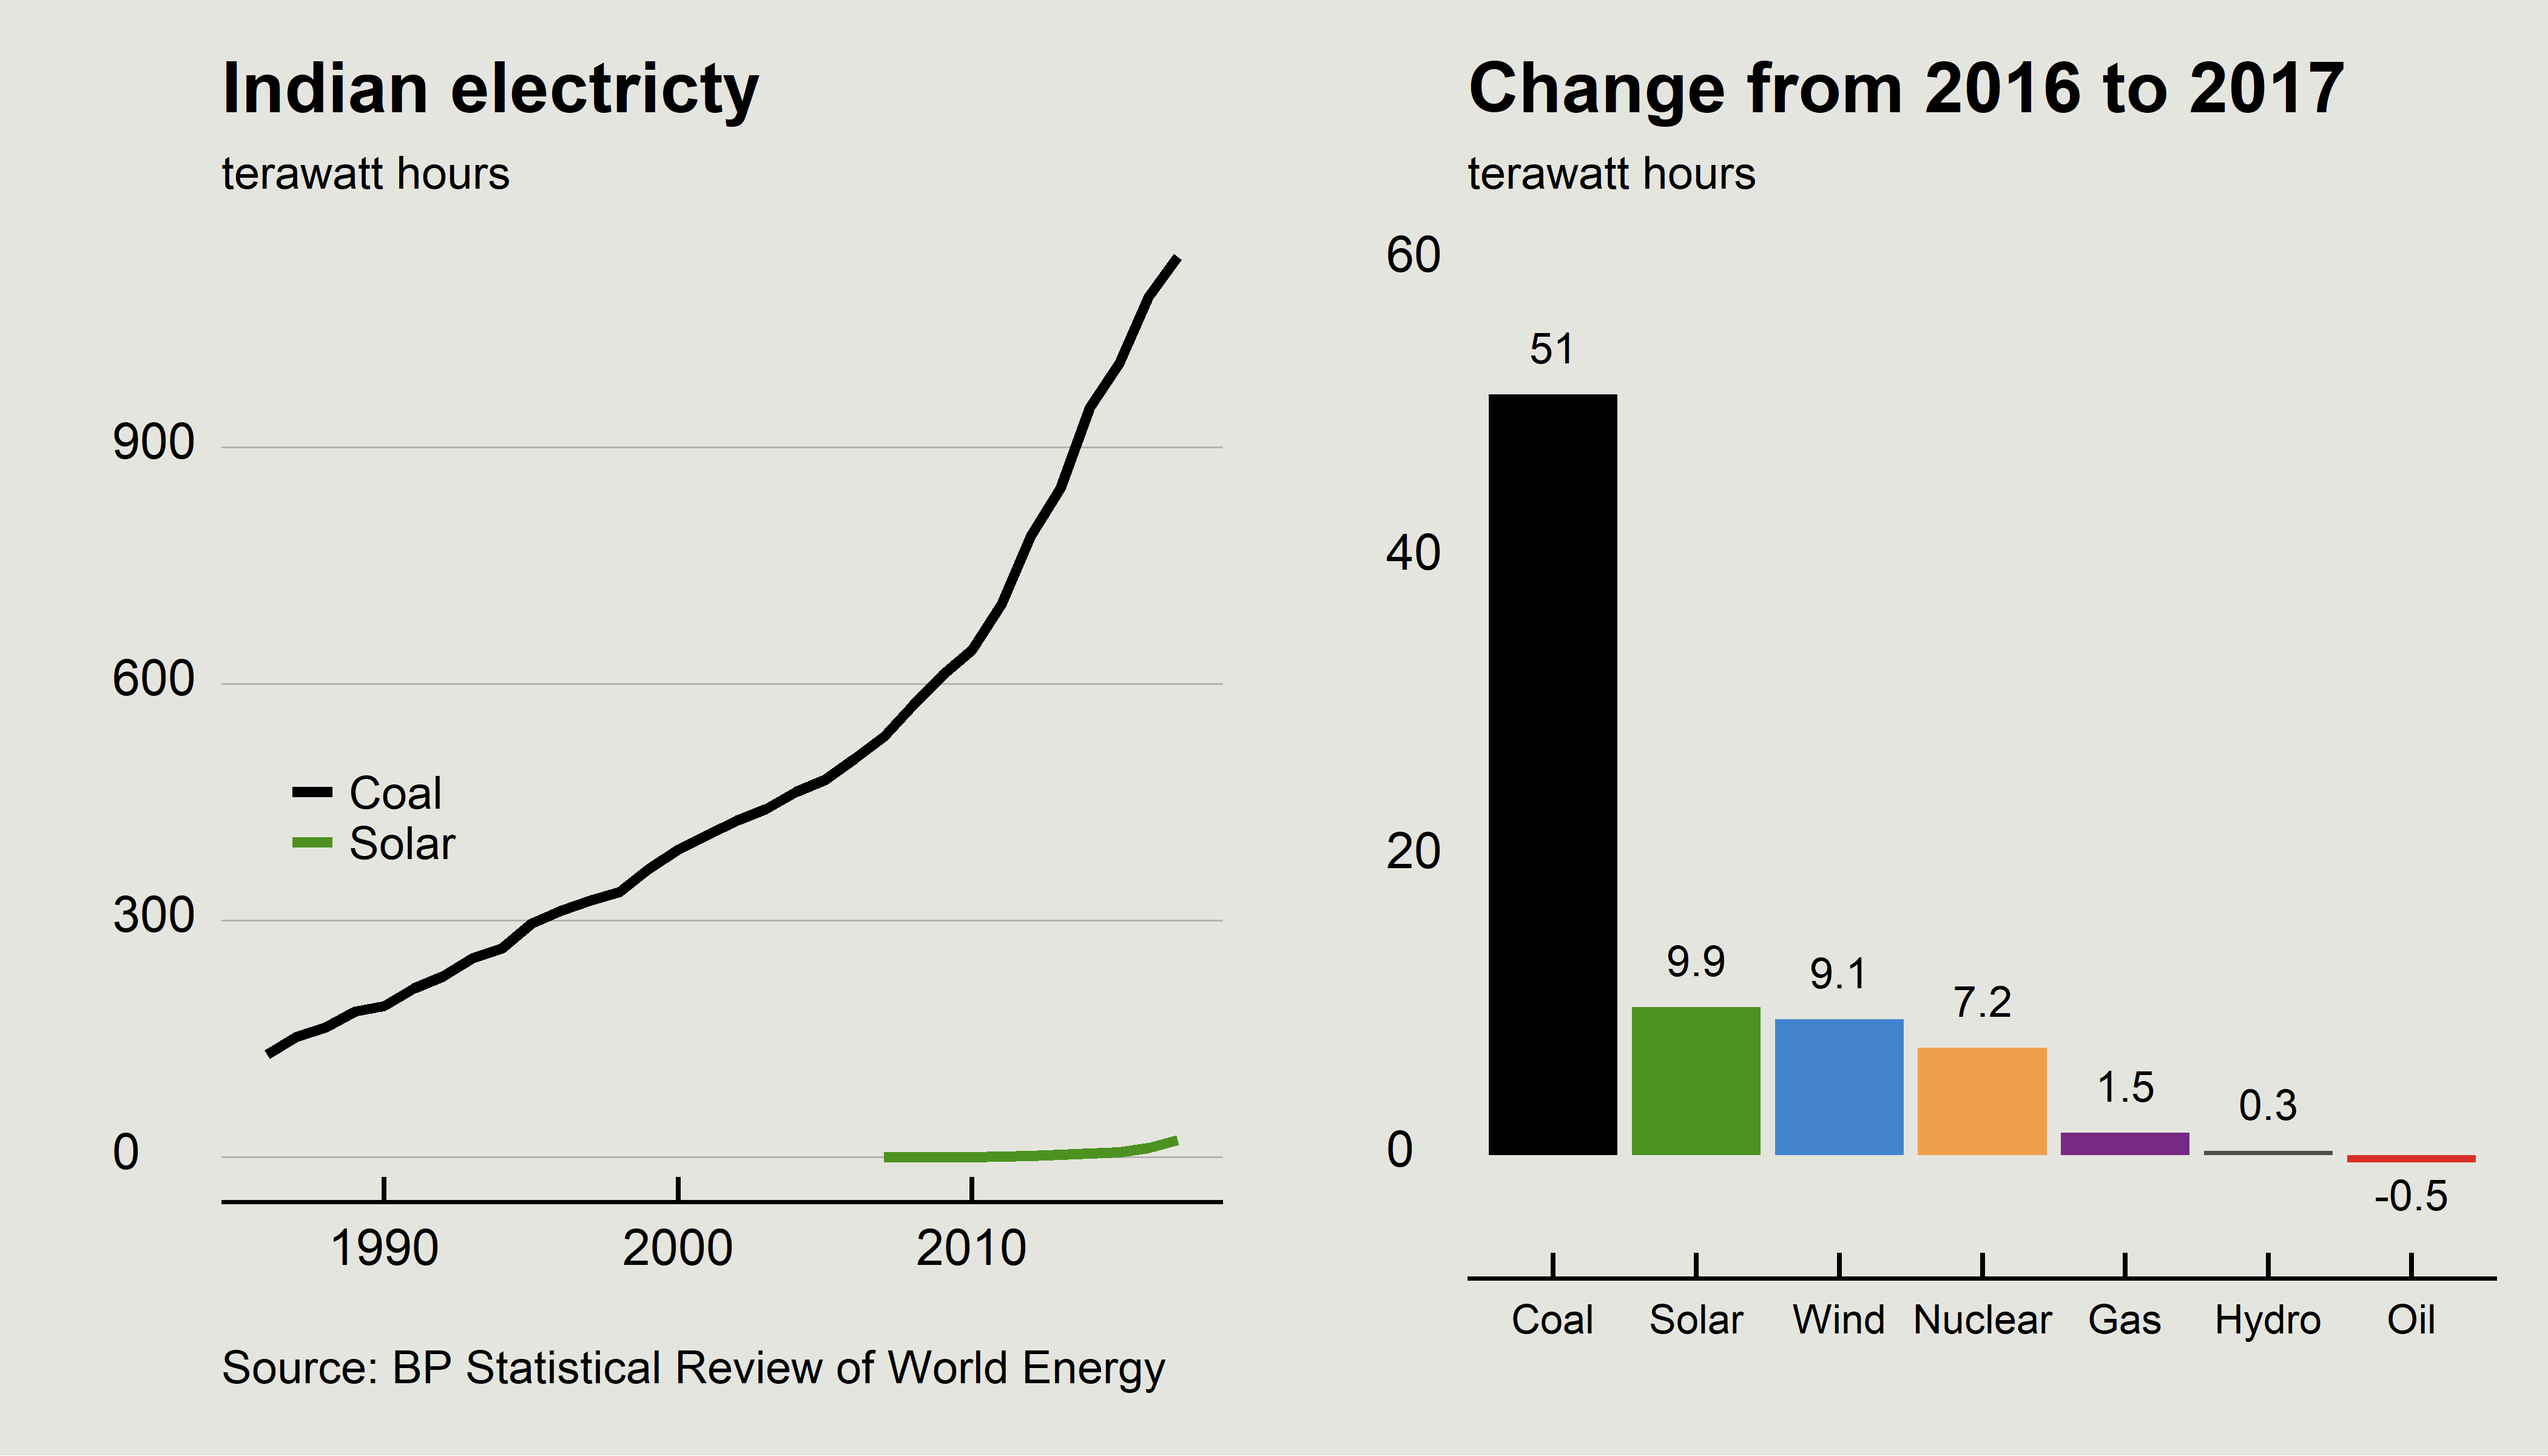 Indian electricty
terawatt hours
900
600
300
0
Coal
Solar
1990 2000 2010
Source: BP Statistical Review of World Energy
Change from 2016 to 2017
terawatt hours
60
40
20
0
51
9.9
9.1
7.2
1.5
0.3
-0.5
Coal Solar Wind Nuclear Gas Hydro Oil